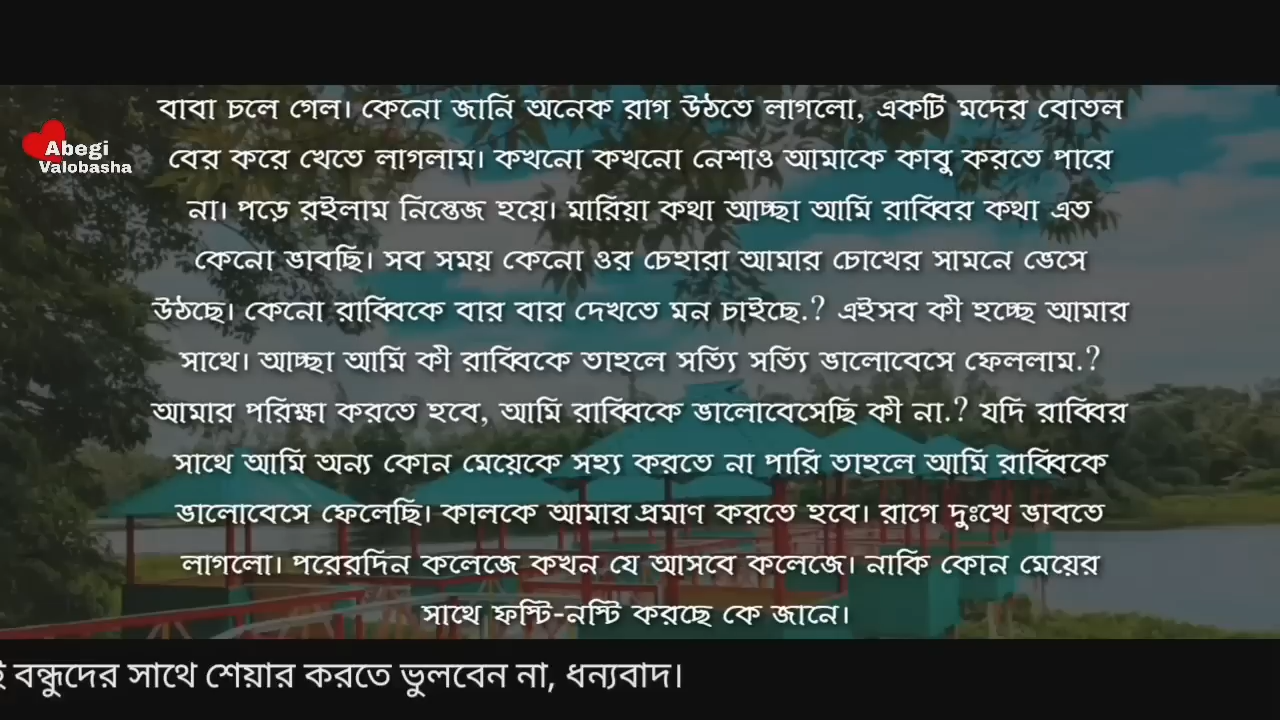 বাবা চলে গেল। কেনো জানি অনেক রাগ উঠতে লাগলো, একটি মদের বোতল
Abegi
Valobasha
বের করে খেতে লাগলাম। কখনো কখনো নেশাও আমাকে কাবু করতে পারে
না। পড়ে রইলাম নিস্তেজ হয়ে। মারিয়া কথা আচ্ছা আমি রাব্বির কথা এত
কেনো ভাবছি। সব সময় কেনো ওর চেহারা আমার চোখের সামনে ভেসে
উঠছে। কেনো রাব্বিকে বার বার দেখতে মন চাইছে.? এইসব কী হচ্ছে আমার
সাথে। আচ্ছা আমি কী রাব্বিকে তাহলে সত্যি সত্যি ভালোবেসে ফেললাম.?
আমার পরিক্ষা করতে হবে, আমি রাব্বিকে ভালোবেসেছি কী না.? যদি রাব্বির
সাথে আমি অন্য কোন মেয়েকে সহ্য করতে না পারি তাহলে আমি রাব্বিকে
ভালোবেসে ফেলেছি। কালকে আমার প্রমাণ করতে হবে। রাগে দুঃখে ভাবতে
লাগলো। পরেরদিন কলেজে কখন যে আসবে কলেজে। নাকি কোন মেয়ের
সাথে ফস্টি-নস্টি করছে কে জানে।
বন্ধুদের সাথে শেয়ার করতে ভুলবেন না, ধন্যবাদ।